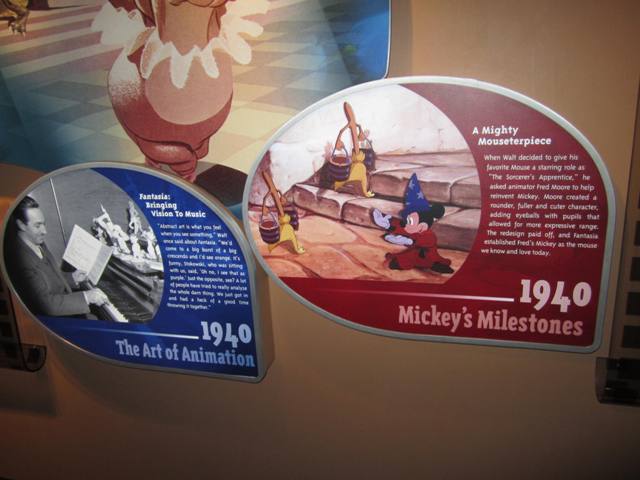 Fantasia:
Bringing
Vision To Music
"Abstract art is what you feel
when you see something," Walt
once said about Fantasia. "We'd
come to a big burst of a big
crescendo and I'd see orange. It's
funny, Stokowski, who was sitting
with us, said, 'Oh no, I see that as
purple.' Just the opposite, see? A lot
of people have tried to really analyze
the whole darn thing. We just got in
and had a heck of a good time
throwing it together."
1940
The Art of Animation
A Mighty
Mouseterpiece
When Walt decided to give his
favorite Mouse a starring role as
"The Sorcerer's Apprentice," he
asked animator Fred Moore to help
reinvent Mickey. Moore created a
rounder, fuller and cuter character,
adding eyeballs with pupils that
allowed for more expressive range.
The redesign paid off, and Fantasia
established Fred's Mickey as the mouse
we know and love today.
1940
Mickey's Milestones